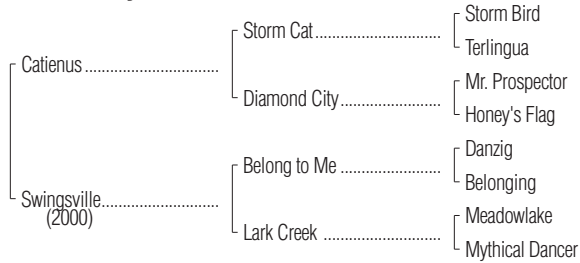 Storm Bird
Storm Cat
Terlingua
Catienus
Mr. Prospector
Diamond City
Honey's Flag
Danzig
Belong to Me
Belonging
Swingsville
(2000)
Meadowlake
Lark Creek
Mythical Dancer